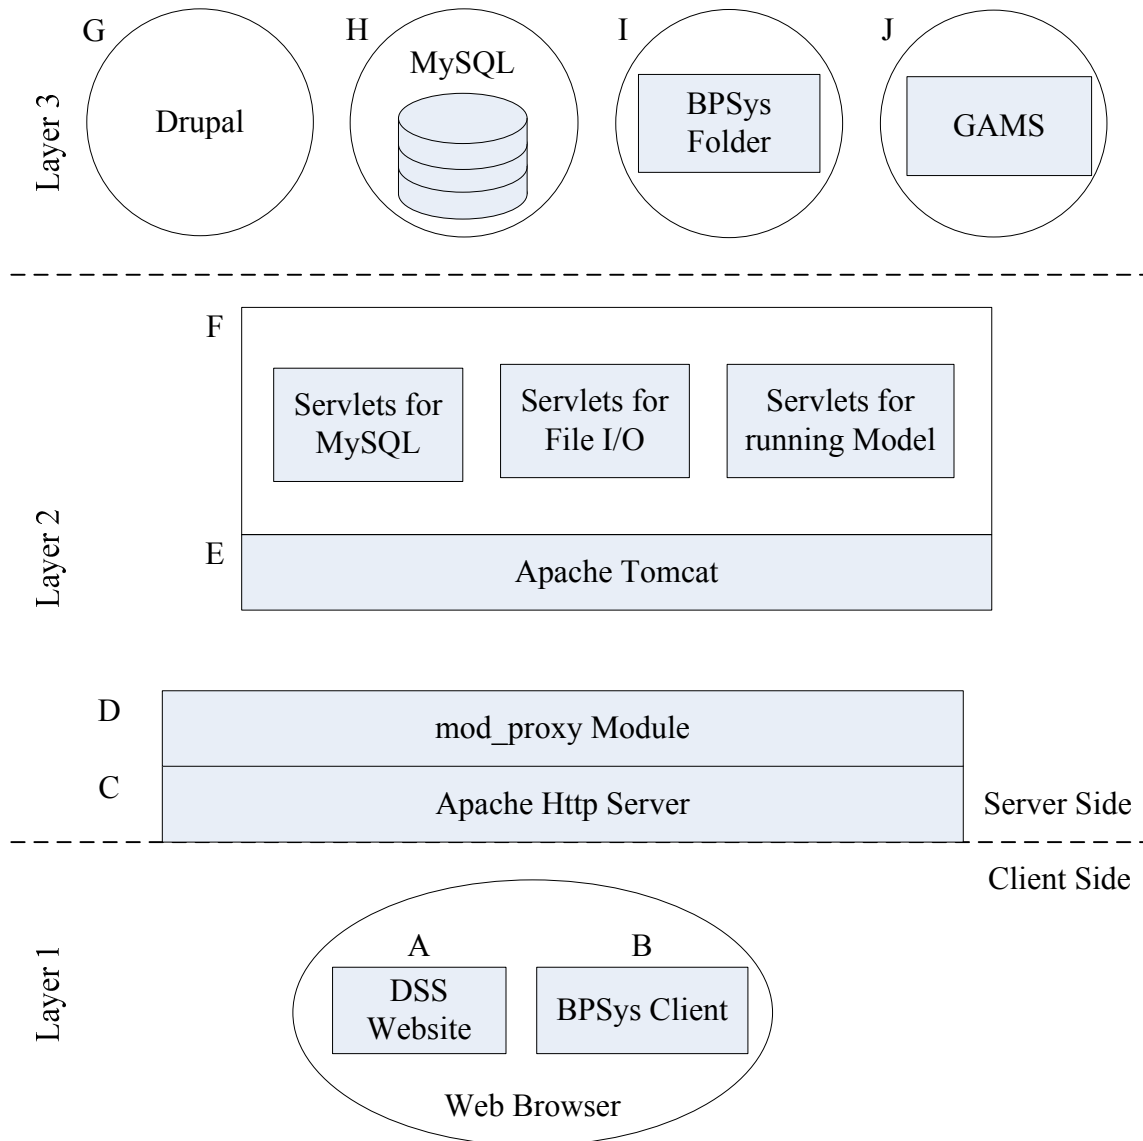 G
H
I
J
Layer 3
Drupal
MySQL
BPSys
Folder
GAMS
Layer 2
F
Servlets for
MySQL
Servlets for
File I/O
Servlets for
running Model
E
Apache Tomcat
D
mod_proxy Module
C
Apache Http Server
Server Side
Client Side
Layer 1
A
B
DSS
Website
BPSys Client
Web Browser